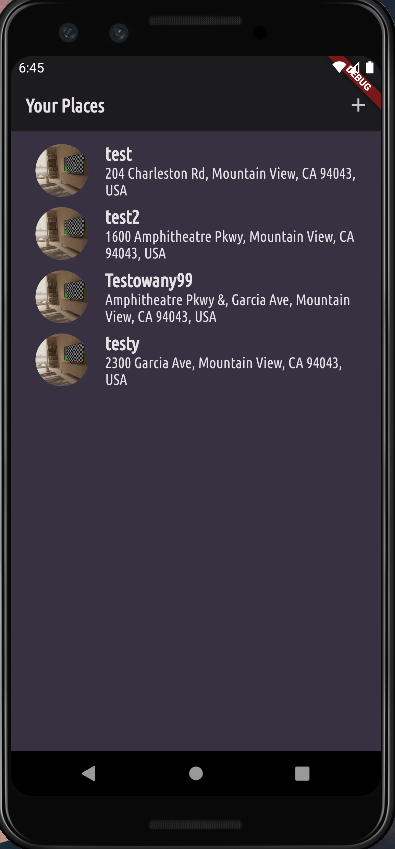 6:45
DEBUG
Your Places
+
test
204 Charleston Rd, Mountain View, CA 94043,
USA
test2
1600 Amphitheatre Pkwy, Mountain View, CA
94043, USA
Testowany99
Amphitheatre Pkwy &, Garcia Ave, Mountain
View, CA 94043, USA
testy
2300 Garcia Ave, Mountain View, CA 94043,
USA